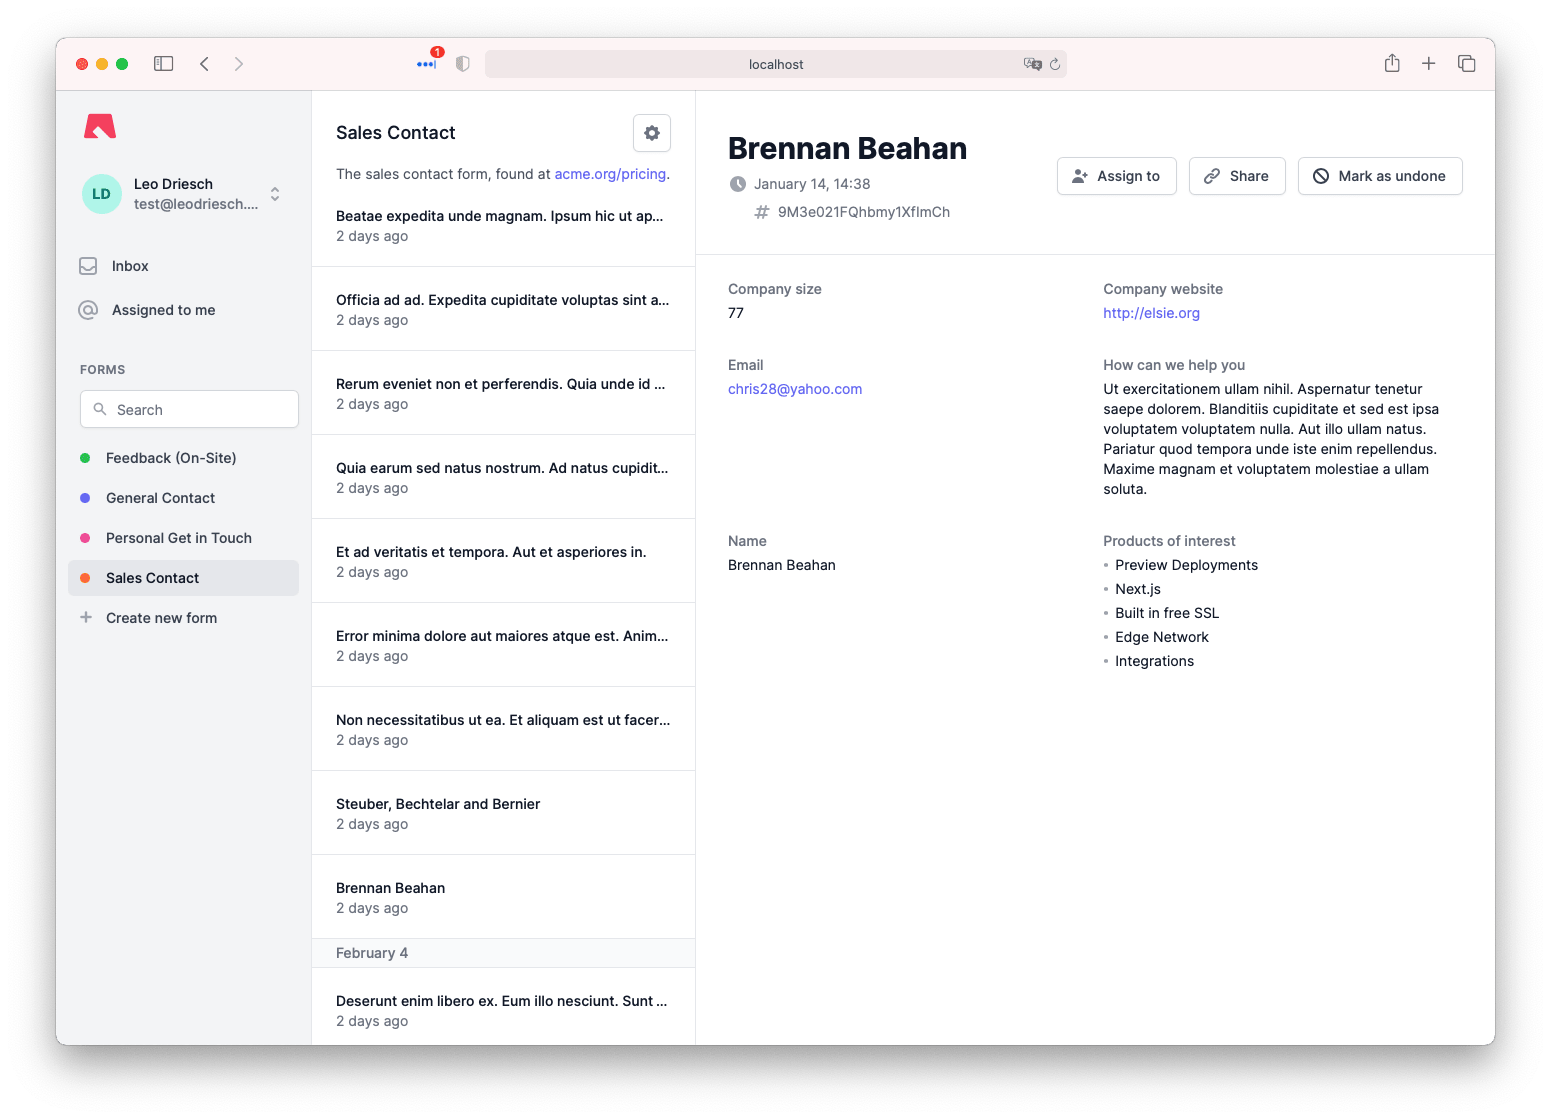 1
localhost
LD
Leo Driesch
test@leodriesch....
Inbox
Assigned to me
FORMS
Search
Feedback (On-Site)
General Contact
Personal Get in Touch
Sales Contact
Create new form
Sales Contact
The sales contact form, found at acme.org/pricing.
Beatae expedita unde magnam. Ipsum hic ut ap...
2 days ago
Officia ad ad. Expedita cupiditate voluptas sint a...
2 days ago
Rerum eveniet non et perferendis. Quia unde id ...
2 days ago
Quia earum sed natus nostrum. Ad natus cupidit...
2 days ago
Et ad veritatis et tempora. Aut et asperiores in.
2 days ago
Error minima dolore aut maiores atque est. Anim...
2 days ago
Non necessitatibus ut ea. Et aliquam est ut facer...
2 days ago
Steuber, Bechtelar and Bernier
2 days ago
Brennan Beahan
2 days ago
February 4
Deserunt enim libero ex. Eum illo nesciunt. Sunt ...
2 days ago
Brennan Beahan
January 14, 14:38
# 9M3e021FQhbmy1XfImCh
Assign to
Share
Mark as undone
Company size
77
Company website
http://elsie.org
Email
chris28@yahoo.com
How can we help you
Ut exercitationem ullam nihil. Aspernatur tenetur
saepe dolorem. Blanditiis cupiditate et sed est ipsa
voluptatem voluptatem nulla. Aut illo ullam natus.
Pariatur quod tempora unde iste enim repellendus.
Maxime magnam et voluptatem molestiae a ullam
soluta.
Name
Brennan Beahan
Products of interest
• Preview Deployments
• Next.js
• Built in free SSL
• Edge Network
• Integrations